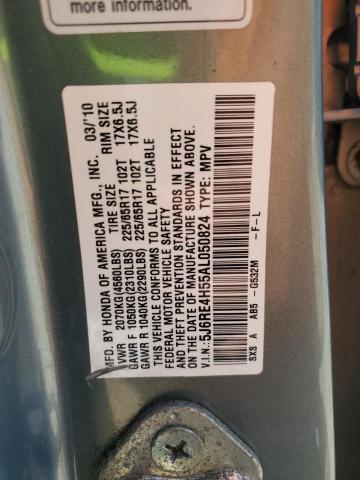 more information.
MFD. BY HONDA OF AMERICA MFG., INC. 03/'10
GVWR 2070KG(4560LBS) TIRE SIZE RIM SIZE
GAWR F 1050KG(2310LBS) 225/65R17 102T 17X6.5J
GAWR R 1040KG(2290LBS) 225/65R17 102T 17X6.5J
THIS VEHICLE CONFORMS TO ALL APPLICABLE
FEDERAL MOTOR VEHICLE SAFETY STANDARDS IN EFFECT
AND THEFT PREVENTION STANDARD
ON THE DATE OF MANUFACTURE SHOWN ABOVE.
V.I.N.: 5J6RE4H55AL050824 TYPE: MPV
SXS A AB5 - G532M - F - L